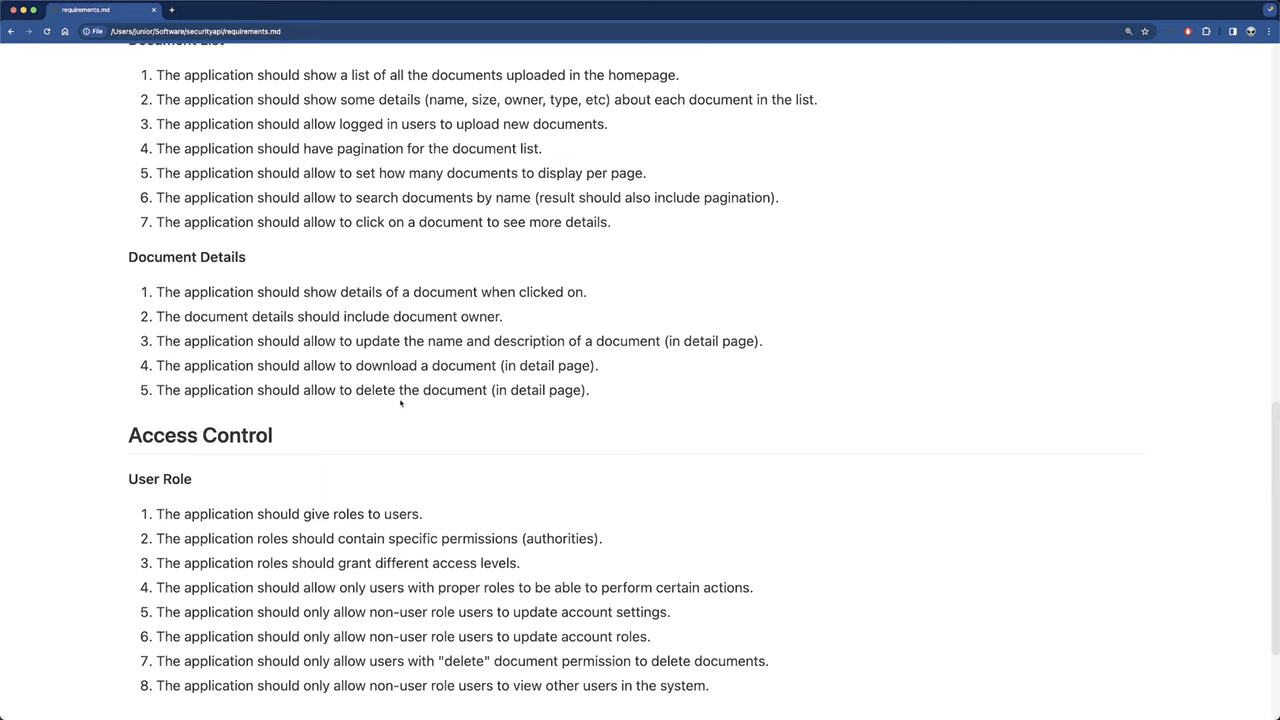 requirements.md
File
/Users/junior/Software/securityapi/requirements.md
Document List
1. The application should show a list of all the documents uploaded in the homepage.
2. The application should show some details (name, size, owner, type, etc) about each document in the list.
3. The application should allow logged in users to upload new documents.
4. The application should have pagination for the document list.
5. The application should allow to set how many documents to display per page.
6. The application should allow to search documents by name (result should also include pagination).
7. The application should allow to click on a document to see more details.
Document Details
1. The application should show details of a document when clicked on.
2. The document details should include document owner.
3. The application should allow to update the name and description of a document (in detail page).
4. The application should allow to download a document (in detail page).
5. The application should allow to delete the document (in detail page).
Access Control
User Role
1. The application should give roles to users.
2. The application roles should contain specific permissions (authorities).
3. The application roles should grant different access levels.
4. The application should allow only users with proper roles to be able to perform certain actions.
5. The application should only allow non-user role users to update account settings.
6. The application should only allow non-user role users to update account roles.
7. The application should only allow users with "delete" document permission to delete documents.
8. The application should only allow non-user role users to view other users in the system.